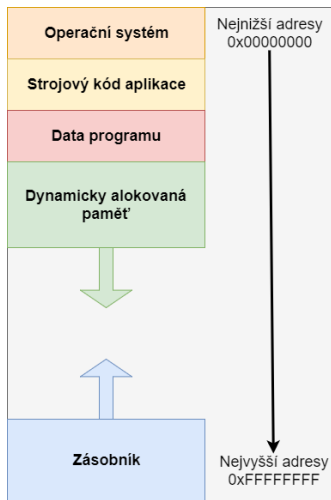 Operační systém
Nejnižší adresy
0x00000000
Strojový kód aplikace
Data programu
Dynamicky alokovaná
paměť
Zásobník
Nejvyšší adresy
0xFFFFFFFF